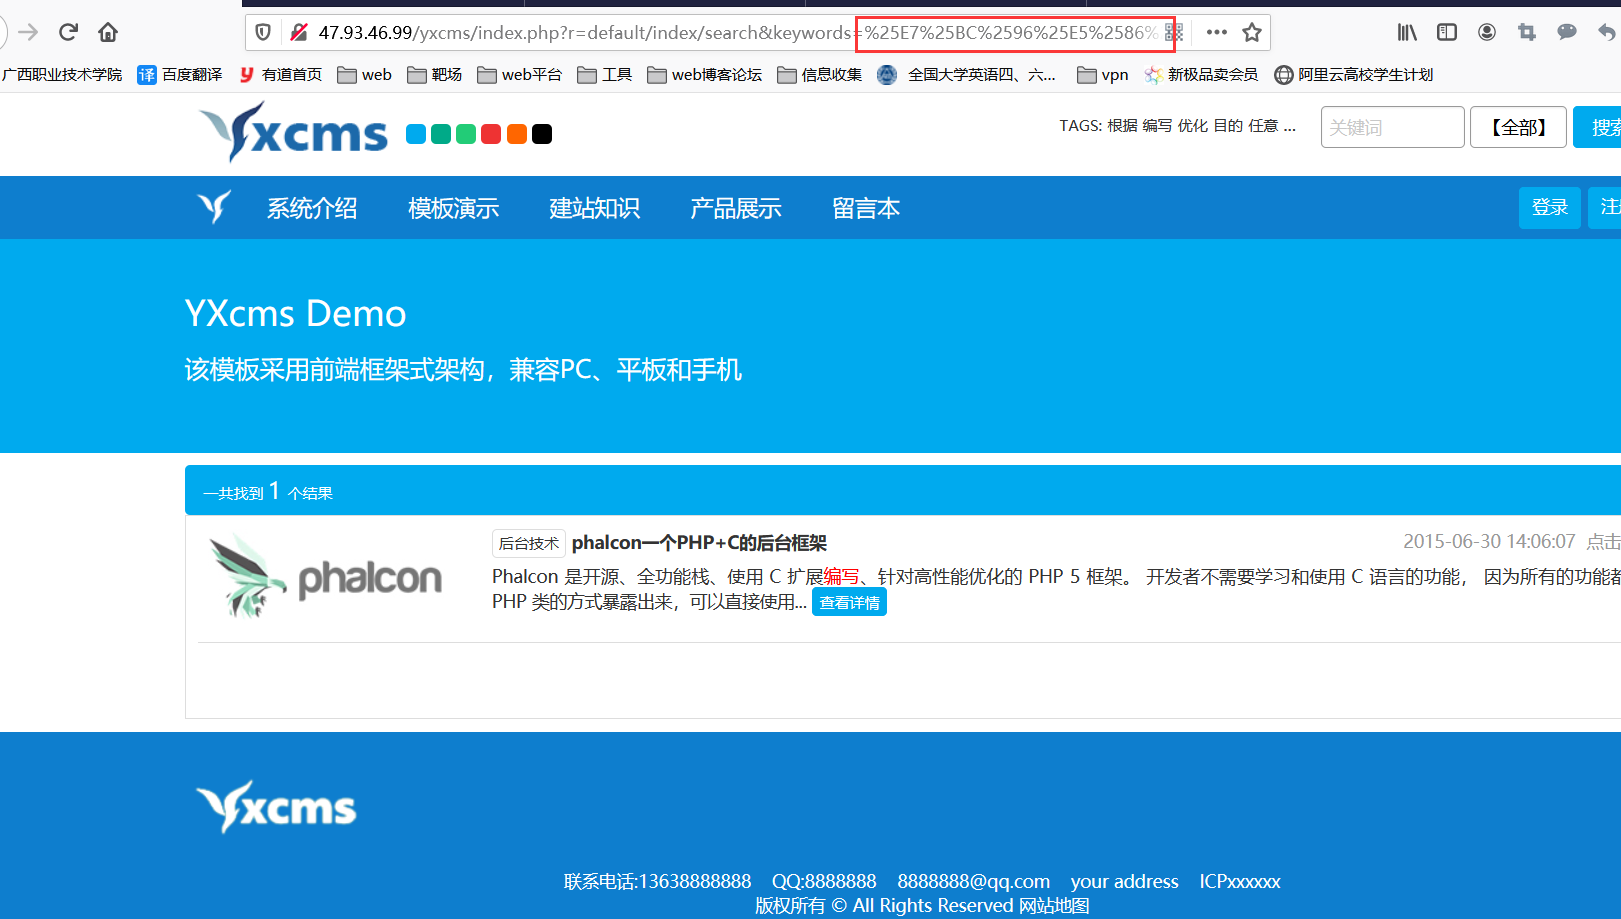 47.93.46.99/yxcms/index.php?r=default/index/search&keywords=%25E7%25BC%2596%25E5%2586%
广西职业技术学院 译 百度翻译 y 有道首页 web 靶场 web平台 工具 web博客论坛 信息收集 全国大学英语四、六... vpn 新极品卖会员 阿里云高校学生计划
Yxcms TAGS: 根据 编写 优化 目的 任意 ... 关键词 【全部】 搜索
系统介绍 模板演示 建站知识 产品展示 留言本 登录 注
YXcms Demo
该模板采用前端框架式架构，兼容PC、平板和手机
一共找到 1 个结果
phalcon
后台技术 phalcon一个PHP+C的后台框架 2015-06-30 14:06:07 点击
Phalcon 是开源、全功能栈、使用 C 扩展编写、针对高性能优化的 PHP 5 框架。 开发者不需要学习和使用 C 语言的功能， 因为所有的功能都
PHP 类的方式暴露出来，可以直接使用... 查看详情
Yxcms
联系电话:13638888888 QQ:8888888 8888888@qq.com your address ICPxxxxxx
版权所有 © All Rights Reserved 网站地图